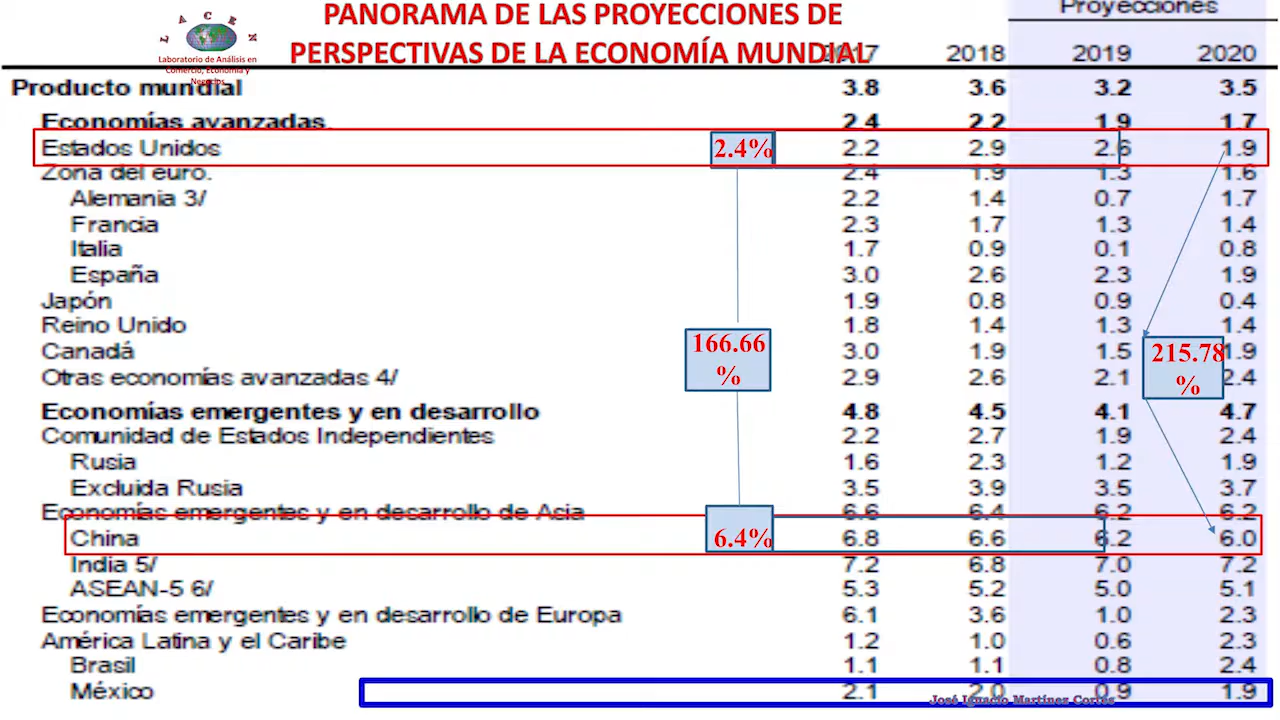 L A C E N
Laboratorio de Análisis en
Comercio, Economía y
Negocios
PANORAMA DE LAS PROYECCIONES DE
PERSPECTIVAS DE LA ECONOMÍA MUNDIAL
Proyecciones
2017 2018 2019 2020
Producto mundial 3.8 3.6 3.2 3.5
Economías avanzadas. 2.4 2.2 1.9 1.7
Estados Unidos 2.4% 2.2 2.9 2.6 1.9
Zona del euro. 2.4 1.9 1.3 1.6
Alemania 3/ 2.2 1.4 0.7 1.7
Francia 2.3 1.7 1.3 1.4
Italia 1.7 0.9 0.1 0.8
España 3.0 2.6 2.3 1.9
Japón 1.9 0.8 0.9 0.4
Reino Unido 1.8 1.4 1.3 1.4
Canadá 3.0 1.9 1.5 1.9
Otras economías avanzadas 4/ 2.9 2.6 2.1 2.4
166.66
%
215.78
%
Economías emergentes y en desarrollo 4.8 4.5 4.1 4.7
Comunidad de Estados Independientes 2.2 2.7 1.9 2.4
Rusia 1.6 2.3 1.2 1.9
Excluida Rusia 3.5 3.9 3.5 3.7
Economías emergentes y en desarrollo de Asia 6.6 6.4 6.2 6.2
China 6.4% 6.8 6.6 6.2 6.0
India 5/ 7.2 6.8 7.0 7.2
ASEAN-5 6/ 5.3 5.2 5.0 5.1
Economías emergentes y en desarrollo de Europa 6.1 3.6 1.0 2.3
América Latina y el Caribe 1.2 1.0 0.6 2.3
Brasil 1.1 1.1 0.8 2.4
México 2.1 2.0 0.9 1.9
José Ignacio Martínez Cortés